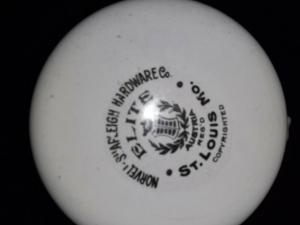 NORVELL-SHAPLEIGH HARDWARE Co.
• ST. LOUIS MO. •
ELITE
AUSTRIA
REG'D
COPYRIGHTED